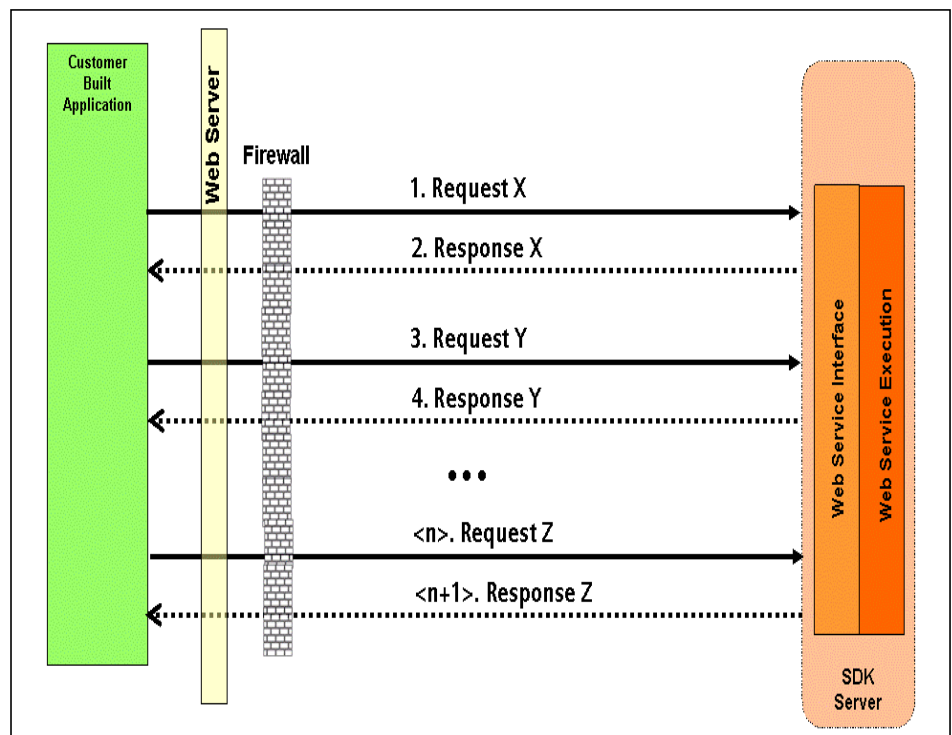 Customer
Built
Application
Web Server
Firewall
1. Request X
2. Response X
3. Request Y
4. Response Y
•••
<n>. Request Z
<n+1>. Response Z
Web Service Interface
Web Service Execution
SDK
Server